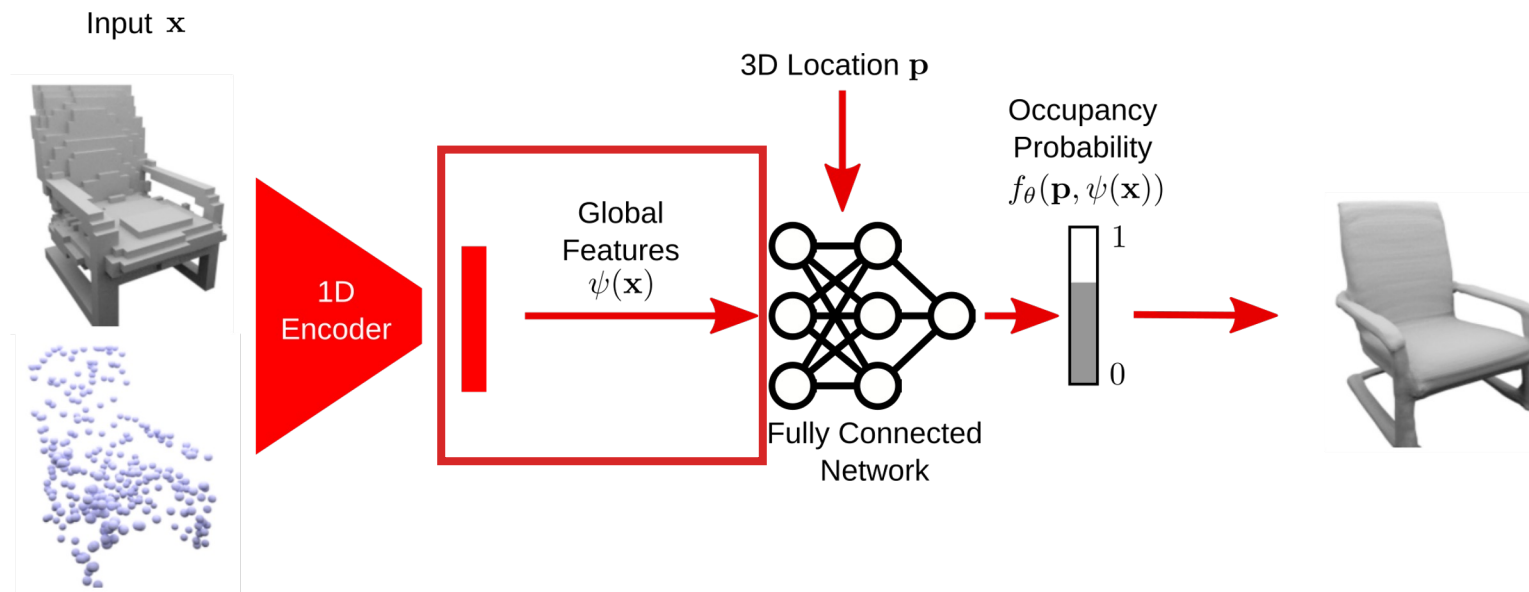 Input x
3D Location p
Occupancy
Probability
f_θ(p, ψ(x))
1
0
Global
Features
ψ(x)
1D
Encoder
Fully Connected
Network